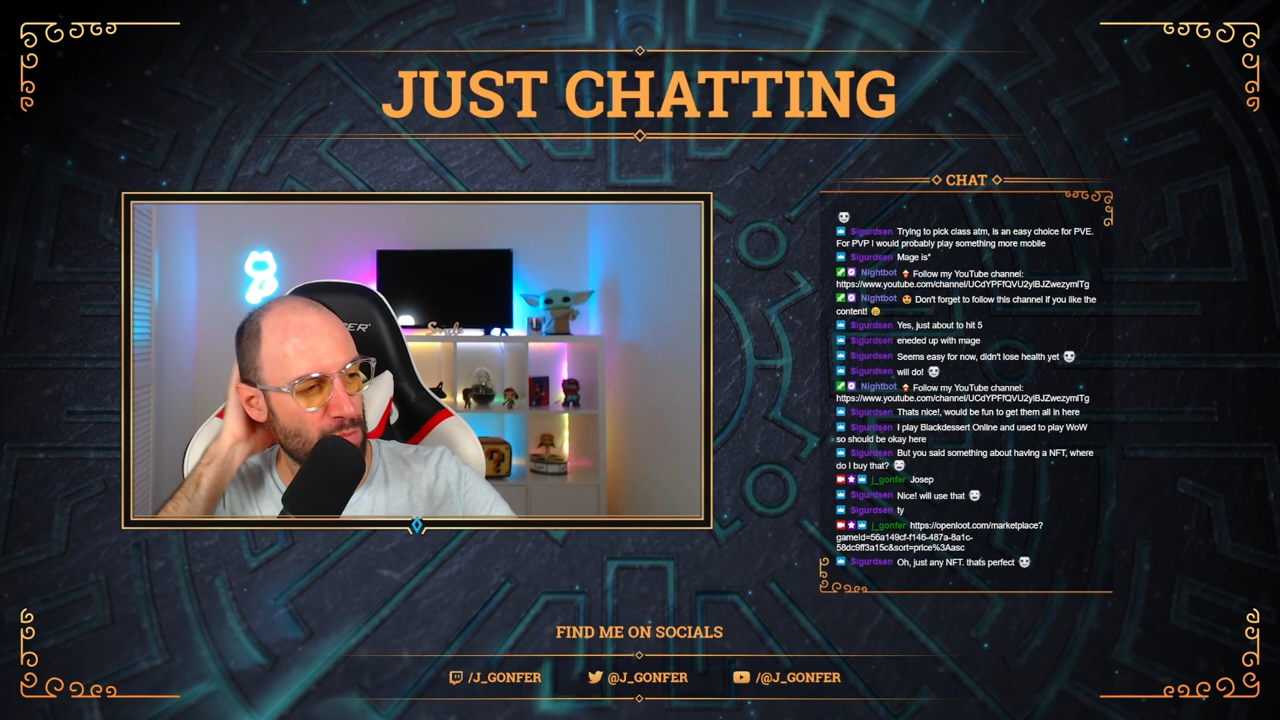 JUST CHATTING
CHAT
Sigurdsen Trying to pick class atm, is an easy choice for PVE.
For PVP I would probably play something more mobile
Sigurdsen Mage is*
Nightbot Follow my YouTube channel:
https://www.youtube.com/channel/UCdYPFfQVU2yIBJZwezymITg
Nightbot Don't forget to follow this channel if you like the
content!
Sigurdsen Yes, just about to hit 5
Sigurdsen eneded up with mage
Sigurdsen Seems easy for now, didn't lose health yet
Sigurdsen will do!
Nightbot Follow my YouTube channel:
https://www.youtube.com/channel/UCdYPFfQVU2yIBJZwezymITg
Sigurdsen Thats nice!, would be fun to get them all in here
Sigurdsen I play Blackdessert Online and used to play WoW
so should be okay here
Sigurdsen But you said something about having a NFT, where
do I buy that?
j_gonfer Josep
Sigurdsen Nice! will use that
Sigurdsen ty
j_gonfer https://openloot.com/marketplace?
gameId=56a149cf-f146-487a-8a1c-
58dc9ff3a15c&sort=price%3Aasc
Sigurdsen Oh, just any NFT. thats perfect
Smile
FIND ME ON SOCIALS
/J_GONFER
@J_GONFER
/@J_GONFER